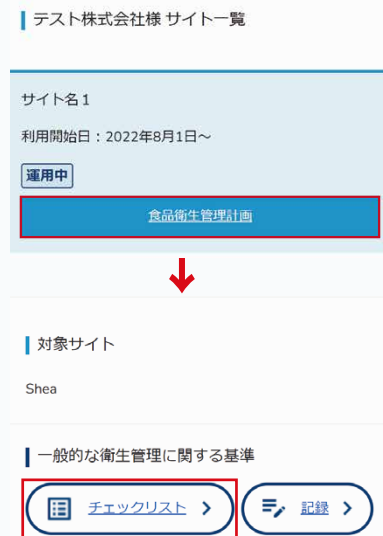 テスト株式会社様 サイト一覧
サイト名1
利用開始日：2022年8月1日～
運用中
食品衛生管理計画
対象サイト
Shea
一般的な衛生管理に関する基準
チェックリスト
記録